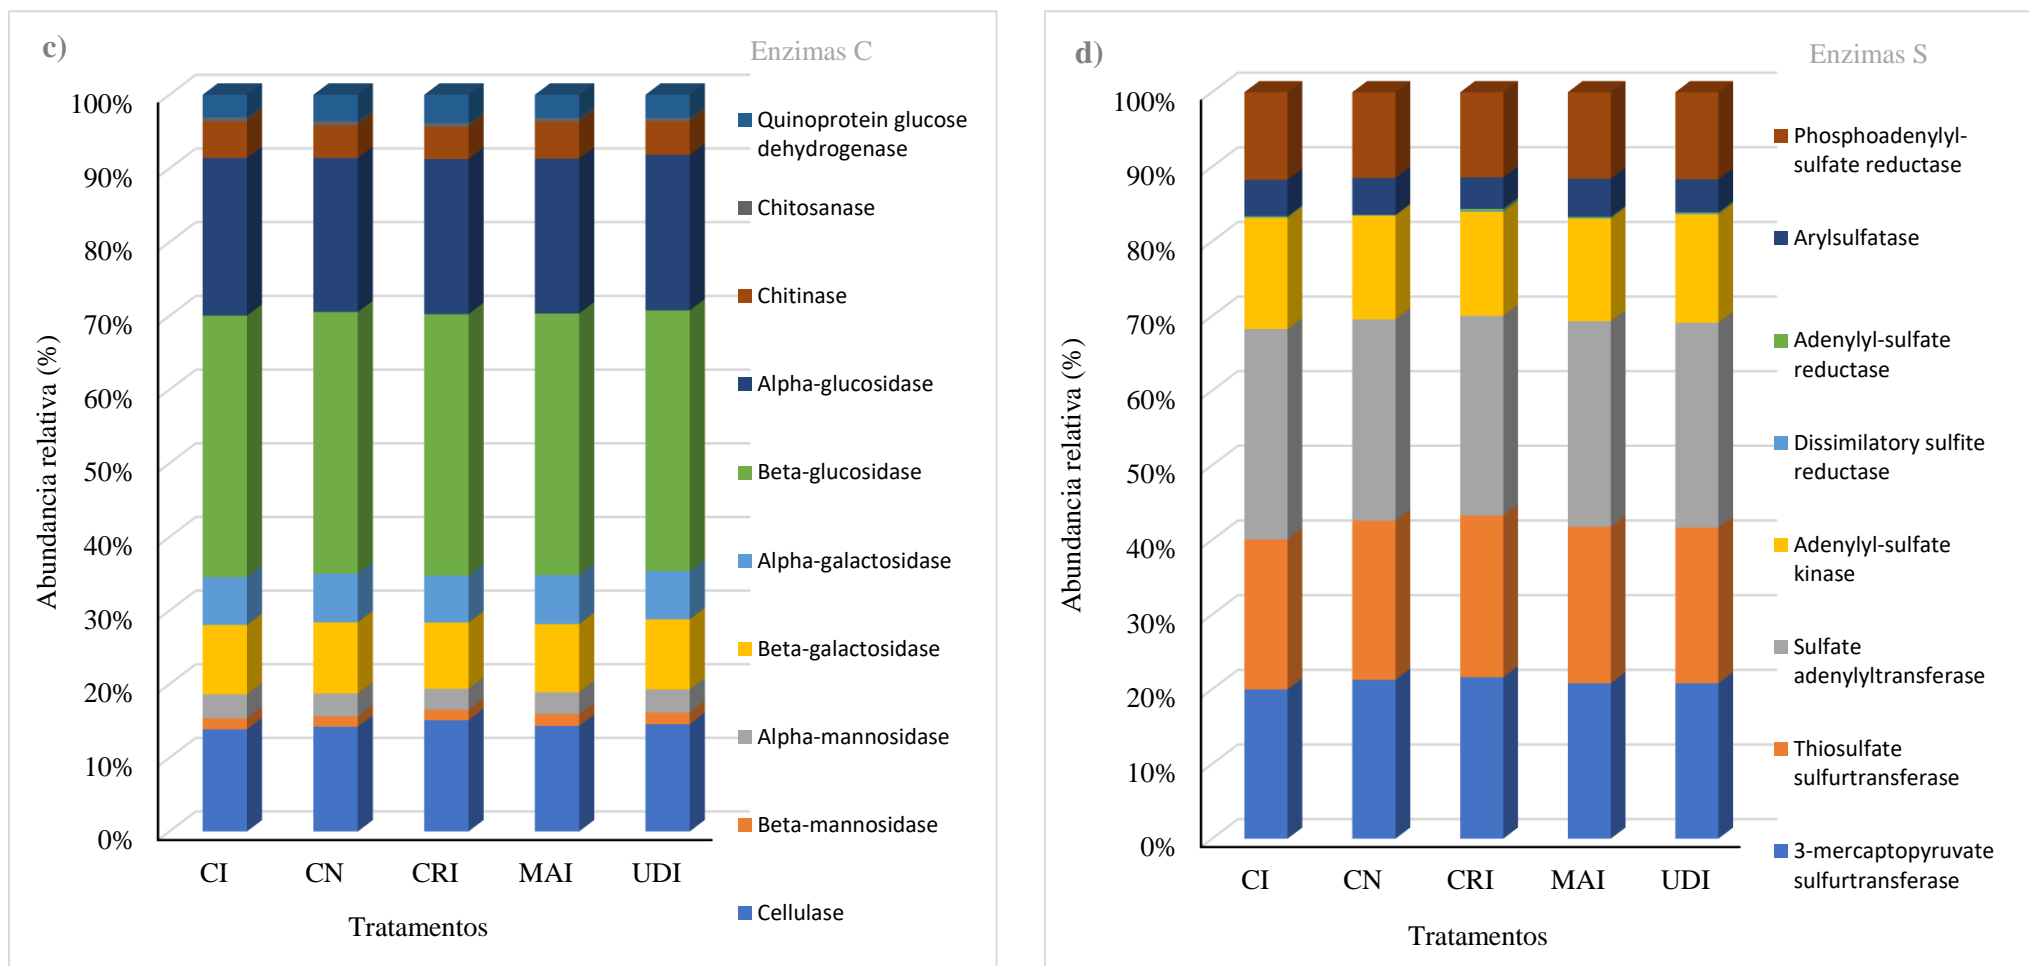 c)
Enzimas C
100%
90%
80%
70%
60%
50%
40%
30%
20%
10%
0%
Abundancia relativa (%)
CI
CN
CRI
MAI
UDI
Tratamentos
Quinoprotein glucose
dehydrogenase
Chitosanase
Chitinase
Alpha-glucosidase
Beta-glucosidase
Alpha-galactosidase
Beta-galactosidase
Alpha-mannosidase
Beta-mannosidase
Cellulase
d)
Enzimas S
100%
90%
80%
70%
60%
50%
40%
30%
20%
10%
0%
Abundancia relativa (%)
CI
CN
CRI
MAI
UDI
Tratamentos
Phosphoadenylyl-
sulfate reductase
Arylsulfatase
Adenylyl-sulfate
reductase
Dissimilatory sulfite
reductase
Adenylyl-sulfate
kinase
Sulfate
adenylyltransferase
Thiosulfate
sulfurtransferase
3-mercaptopyruvate
sulfurtransferase